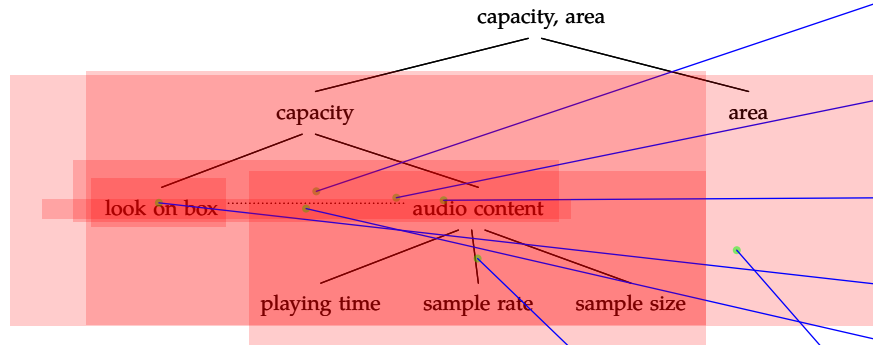 capacity, area
capacity
area
look on box
audio content
playing time
sample rate
sample size